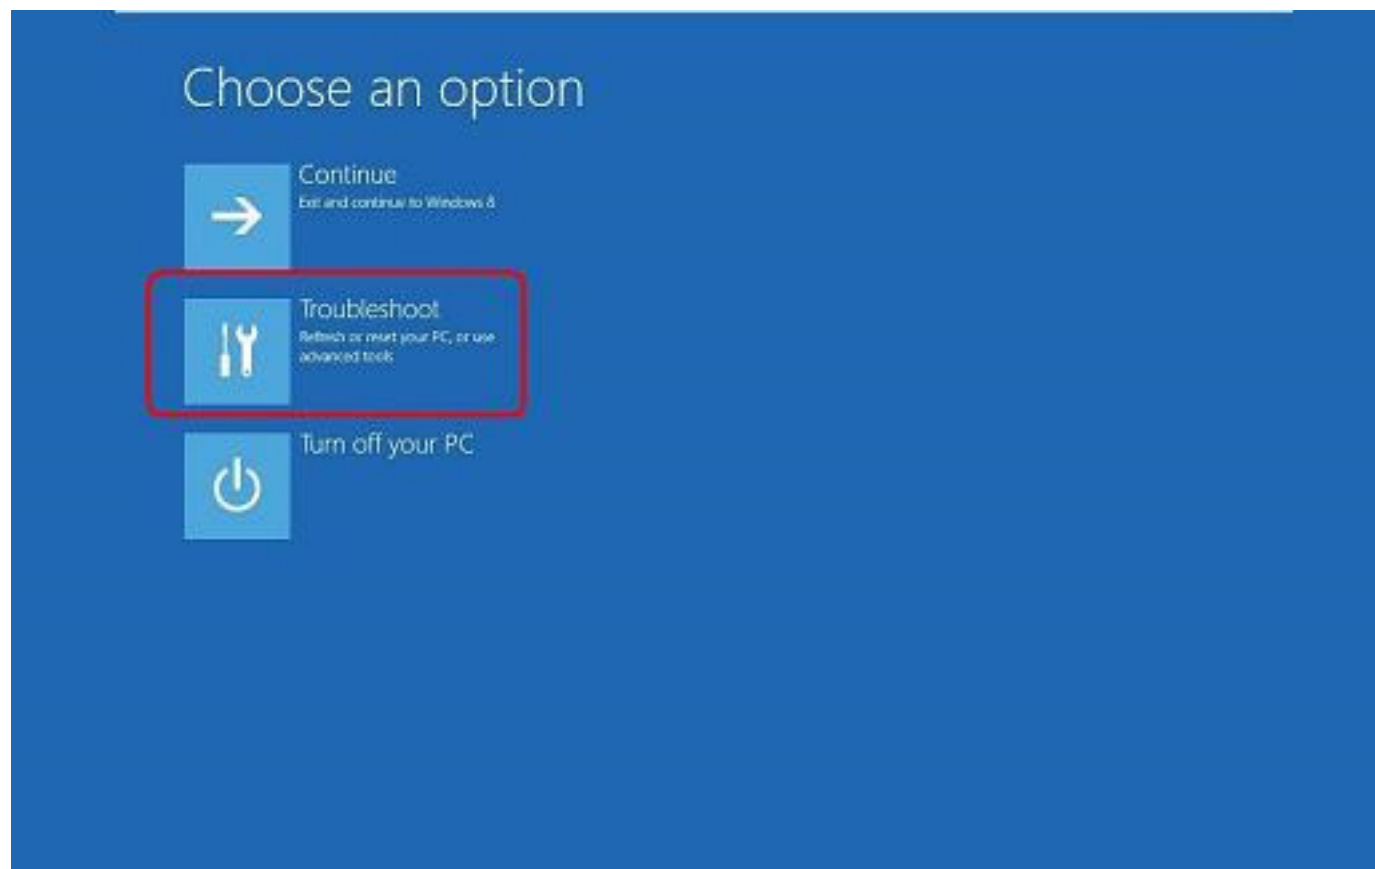 Choose an option
Continue
Exit and continue to Windows 8
Troubleshoot
Refresh or reset your PC, or use
advanced tools
Turn off your PC